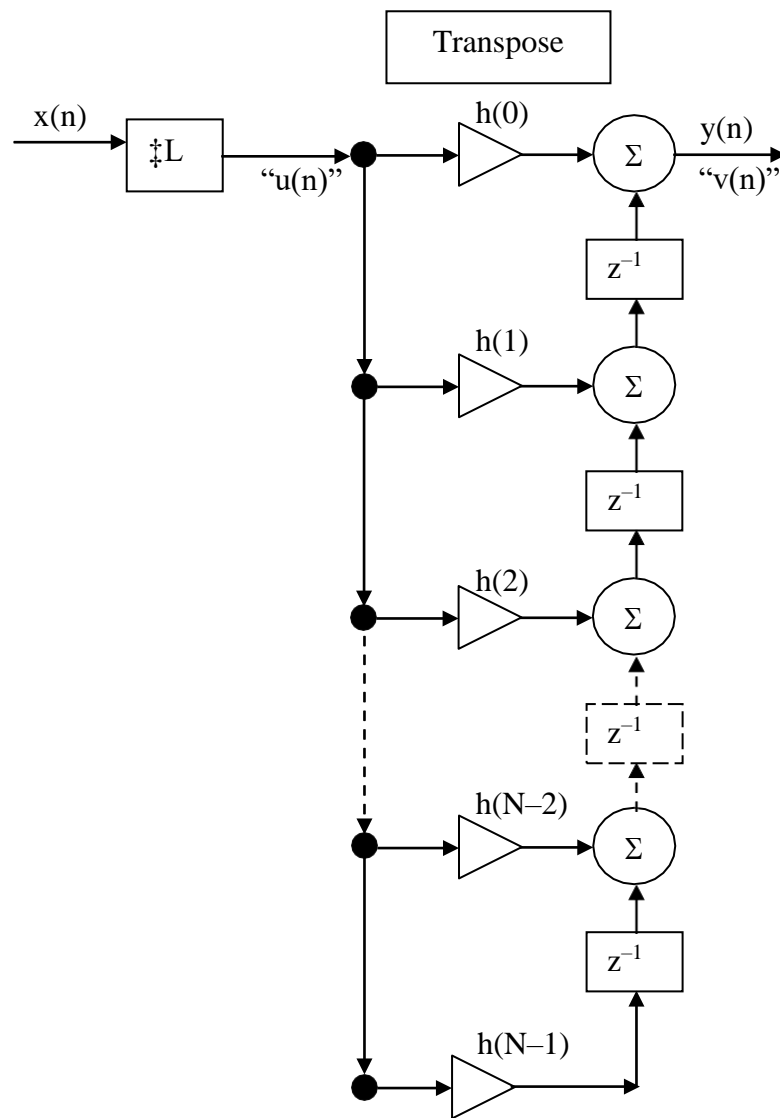 Transpose
x(n)
‡L
“u(n)”
h(0)
Σ
y(n)
“v(n)”
z⁻¹
h(1)
Σ
z⁻¹
h(2)
Σ
z⁻¹
h(N–2)
Σ
z⁻¹
h(N–1)